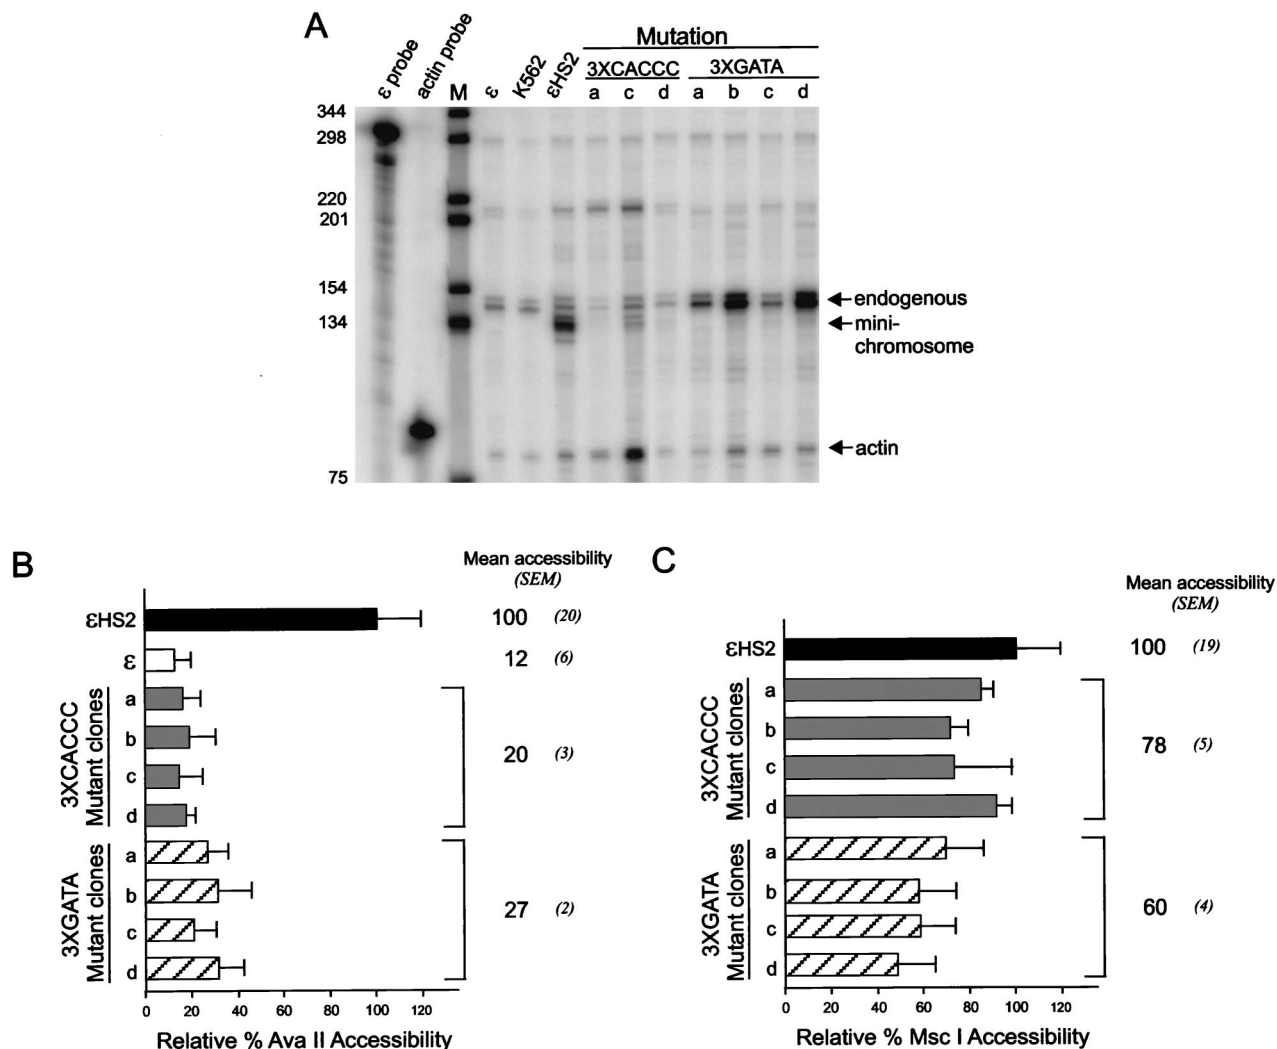 A
ε probe
actin probe
M
ε
K562
εHS2
Mutation
3XCACCC
3XGATA
a c d a b c d
344
298
220
201
154
134
75
endogenous
mini-
chromosome
actin
B
Mean accessibility
(SEM)
εHS2 100 (20)
ε 12 (6)
3XCACCC
Mutant clones
a
b
c
d
20 (3)
3XGATA
Mutant clones
a
b
c
d
27 (2)
0 20 40 60 80 100 120
Relative % Ava II Accessibility
C
Mean accessibility
(SEM)
εHS2 100 (19)
3XCACCC
Mutant clones
a
b
c
d
78 (5)
3XGATA
Mutant clones
a
b
c
d
60 (4)
0 20 40 60 80 100 120
Relative % Msc I Accessibility